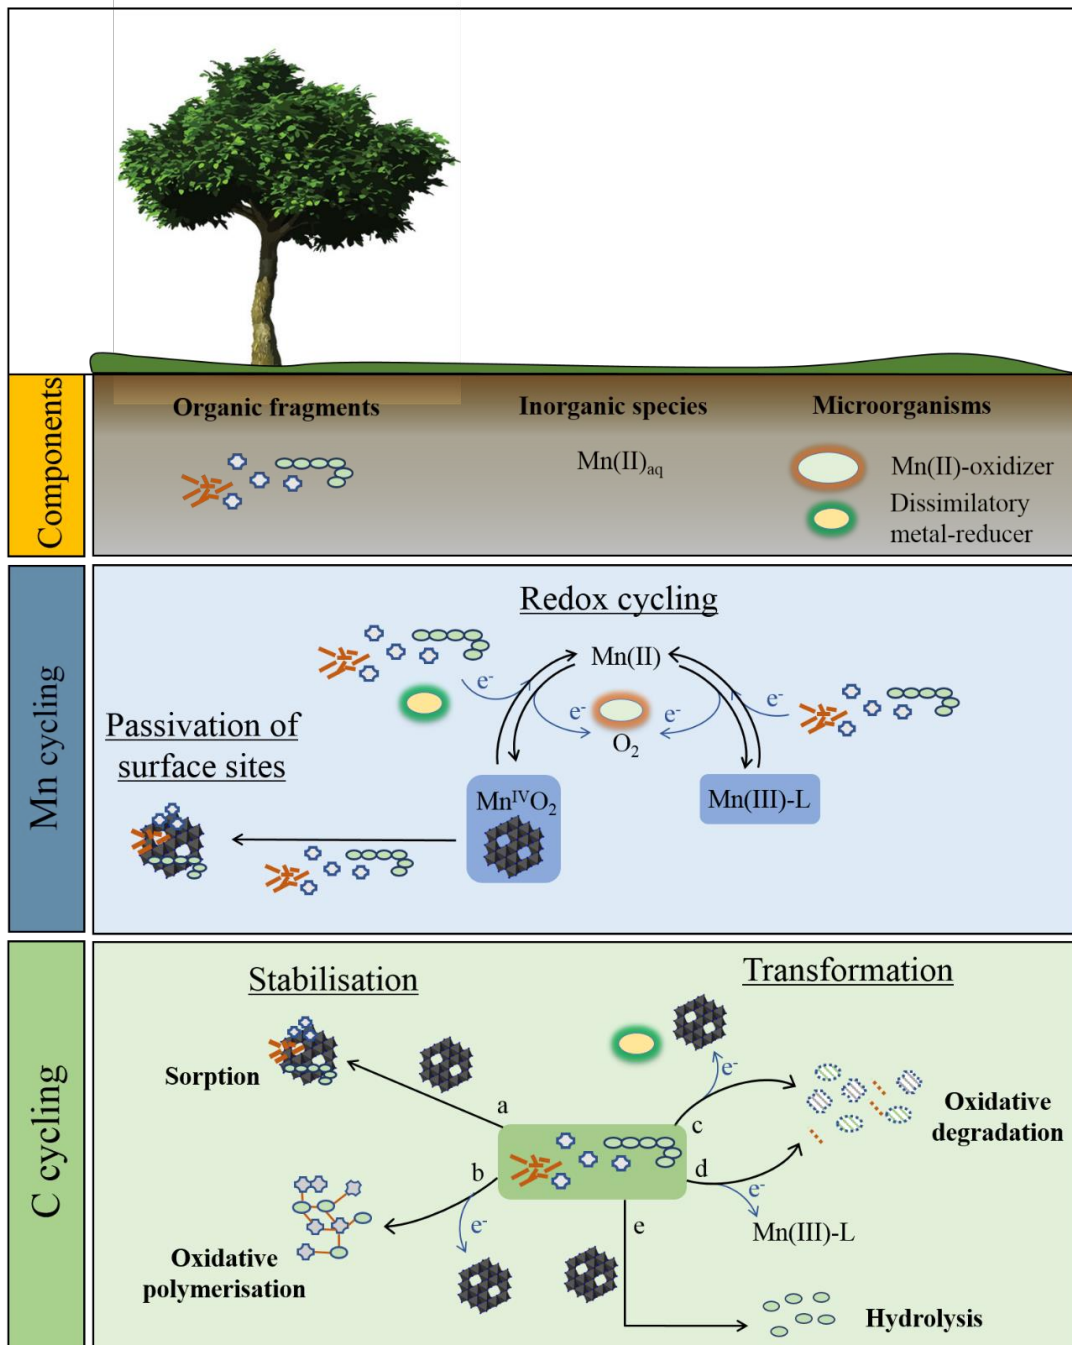 Components
Organic fragments
Inorganic species
Microorganisms
Mn(II)aq
Mn(II)-oxidizer
Dissimilatory
metal-reducer
Mn cycling
Redox cycling
Mn(II)
e-
e-
e-
e-
O2
Passivation of
surface sites
MnIVO2
Mn(III)-L
C cycling
Stabilisation
Transformation
Sorption
a
e-
c
Oxidative
degradation
b
d
e-
e-
Mn(III)-L
e
Oxidative
polymerisation
Hydrolysis